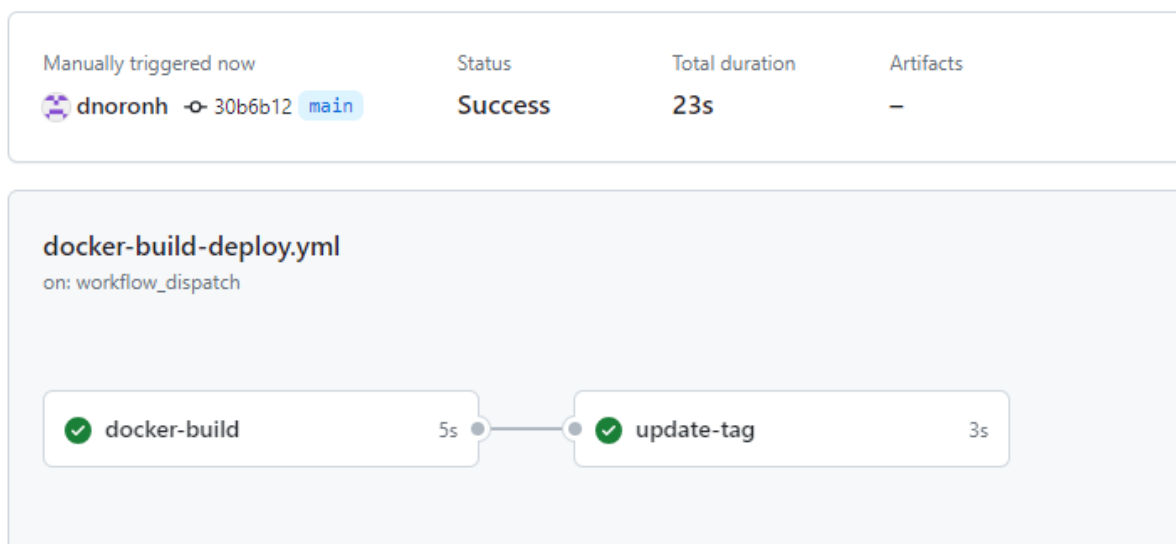 Manually triggered now
Status
Total duration
Artifacts
dnoronh 30b6b12 main
Success
23s
–
docker-build-deploy.yml
on: workflow_dispatch
docker-build 5s
update-tag 3s